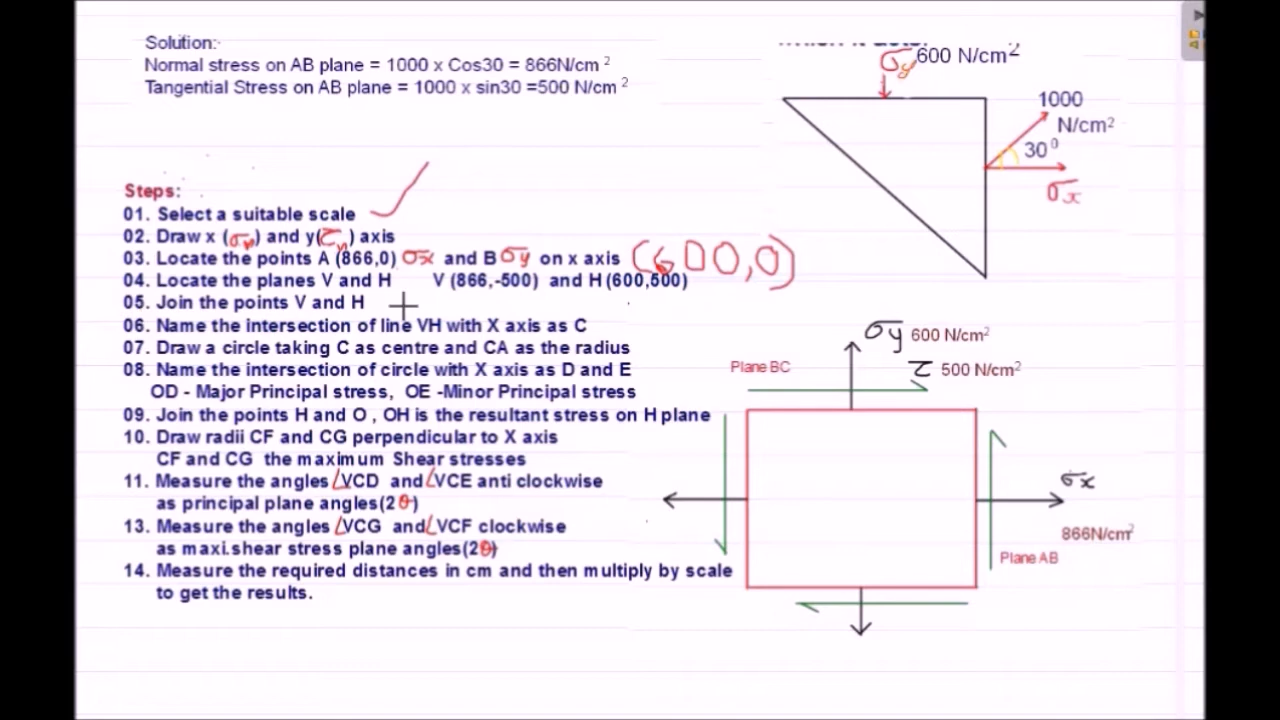 Solution:
Normal stress on AB plane = 1000 x Cos30 = 866N/cm ²
Tangential Stress on AB plane = 1000 x sin30 =500 N/cm ²
σy 600 N/cm²
1000
N/cm²
30⁰
σx
Steps:
01. Select a suitable scale
02. Draw x (σn) and y(τn) axis
03. Locate the points A (866,0) σx and B σy on x axis (600,0)
04. Locate the planes V and H V (866,-500) and H (600,500)
05. Join the points V and H
06. Name the intersection of line VH with X axis as C
07. Draw a circle taking C as centre and CA as the radius
08. Name the intersection of circle with X axis as D and E
OD - Major Principal stress, OE -Minor Principal stress
09. Join the points H and O , OH is the resultant stress on H plane
10. Draw radii CF and CG perpendicular to X axis
CF and CG the maximum Shear stresses
11. Measure the angles ∠VCD and ∠VCE anti clockwise
as principal plane angles(2θ)
13. Measure the angles ∠VCG and ∠VCF clockwise
as maxi.shear stress plane angles(2θ)
14. Measure the required distances in cm and then multiply by scale
to get the results.
σy 600 N/cm²
Plane BC
τ 500 N/cm²
σx
866N/cm²
Plane AB